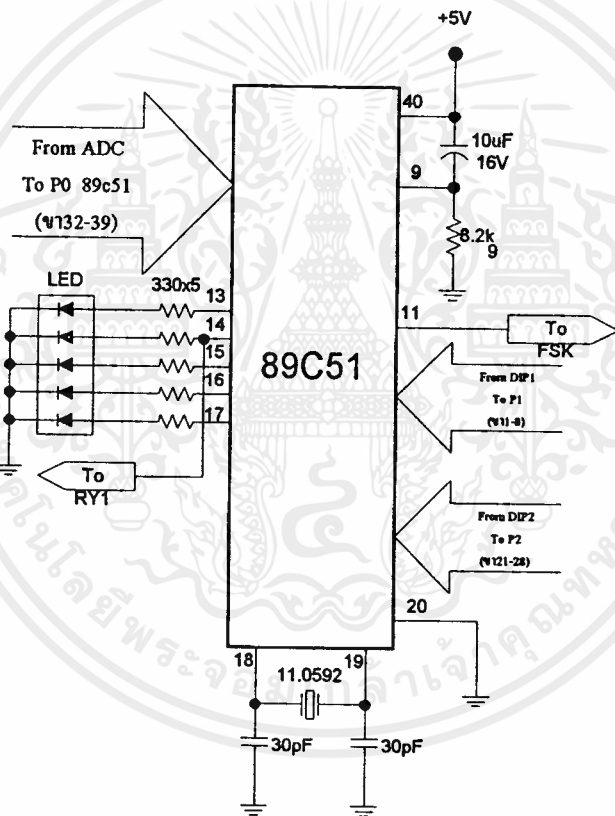 +5V
40
10uF
16V
9
8.2k
9
From ADC
To P0 89c51
(ขา32-39)
LED
330x5
13
14
15
16
17
89C51
11
To
FSK
From DIP1
To P1
(ขา1-8)
To
RY1
From DIP2
To P2
(ขา21-28)
20
18
19
11.0592
30pF
30pF